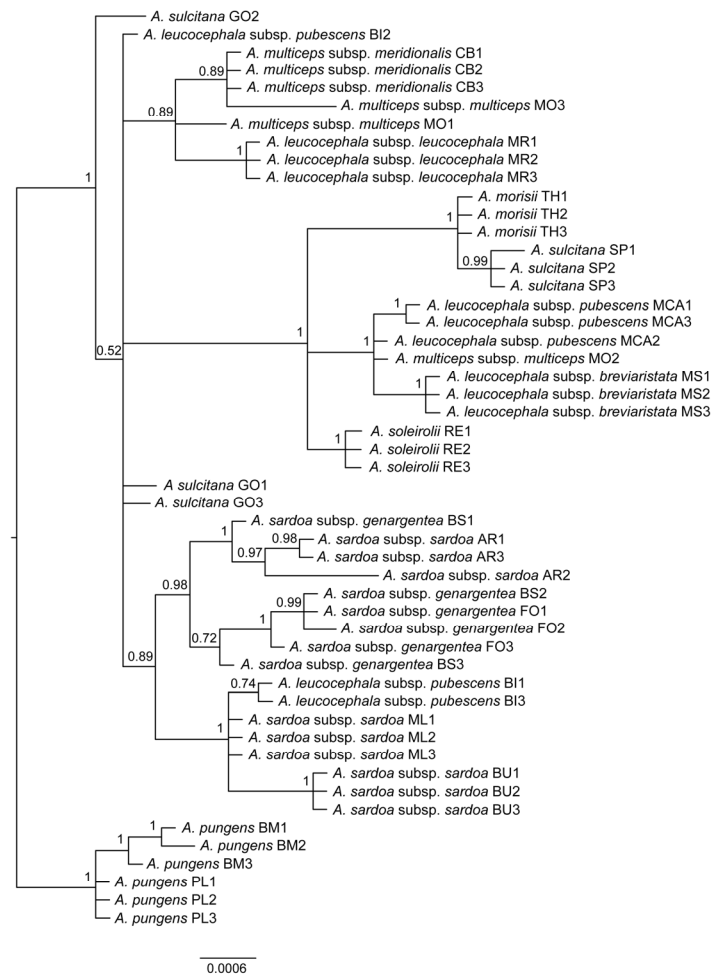 A. sulcitana GO2
A. leucocephala subsp. pubescens BI2
A. multiceps subsp. meridionalis CB1
0.89
A. multiceps subsp. meridionalis CB2
A. multiceps subsp. meridionalis CB3
A. multiceps subsp. multiceps MO3
0.89
A. multiceps subsp. multiceps MO1
A. leucocephala subsp. leucocephala MR1
1
A. leucocephala subsp. leucocephala MR2
A. leucocephala subsp. leucocephala MR3
1
A. morisii TH1
1
A. morisii TH2
A. morisii TH3
A. sulcitana SP1
0.99
A. sulcitana SP2
A. sulcitana SP3
1
A. leucocephala subsp. pubescens MCA1
A. leucocephala subsp. pubescens MCA3
1
1
A. leucocephala subsp. pubescens MCA2
0.52
A. multiceps subsp. multiceps MO2
A. leucocephala subsp. breviaristata MS1
1
A. leucocephala subsp. breviaristata MS2
A. leucocephala subsp. breviaristata MS3
A. soleirolii RE1
1
A. soleirolii RE2
A. soleirolii RE3
A sulcitana GO1
A. sulcitana GO3
A. sardoa subsp. genargentea BS1
1
0.98
A. sardoa subsp. sardoa AR1
0.97
A. sardoa subsp. sardoa AR3
A. sardoa subsp. sardoa AR2
0.98
A. sardoa subsp. genargentea BS2
0.99
A. sardoa subsp. genargentea FO1
1
A. sardoa subsp. genargentea FO2
0.72
A. sardoa subsp. genargentea FO3
0.89
A. sardoa subsp. genargentea BS3
0.74
A. leucocephala subsp. pubescens BI1
A. leucocephala subsp. pubescens BI3
A. sardoa subsp. sardoa ML1
1
A. sardoa subsp. sardoa ML2
A. sardoa subsp. sardoa ML3
A. sardoa subsp. sardoa BU1
1
A. sardoa subsp. sardoa BU2
A. sardoa subsp. sardoa BU3
1
A. pungens BM1
1
A. pungens BM2
A. pungens BM3
1
A. pungens PL1
A. pungens PL2
A. pungens PL3
0.0006